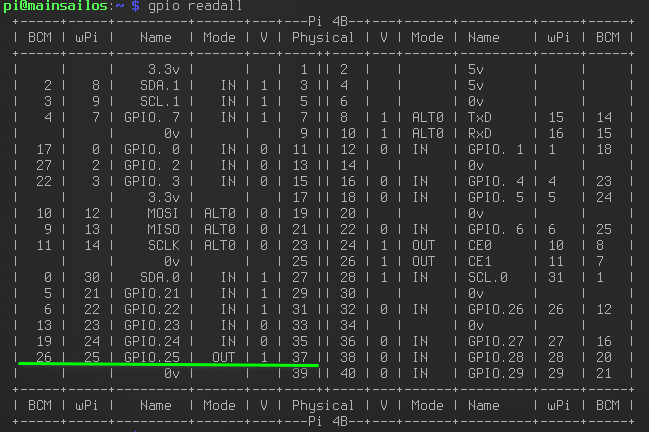 pi@mainsailos:~ $ gpio readall
+-----+-----+---------+------+---+---Pi 4B--+---+------+---------+-----+-----+
| BCM | wPi |   Name  | Mode | V | Physical | V | Mode | Name    | wPi | BCM |
+-----+-----+---------+------+---+----++----+---+------+---------+-----+-----+
|     |     |    3.3v |      |   |  1 || 2  |   |      | 5v      |     |     |
|   2 |   8 |   SDA.1 |   IN | 1 |  3 || 4  |   |      | 5v      |     |     |
|   3 |   9 |   SCL.1 |   IN | 1 |  5 || 6  |   |      | 0v      |     |     |
|   4 |   7 | GPIO. 7 |   IN | 1 |  7 || 8  | 1 | ALT0 | TxD     | 15  | 14  |
|     |     |      0v |      |   |  9 || 10 | 1 | ALT0 | RxD     | 16  | 15  |
|  17 |   0 | GPIO. 0 |   IN | 0 | 11 || 12 | 0 | IN   | GPIO. 1 | 1   | 18  |
|  27 |   2 | GPIO. 2 |   IN | 0 | 13 || 14 |   |      | 0v      |     |     |
|  22 |   3 | GPIO. 3 |   IN | 0 | 15 || 16 | 0 | IN   | GPIO. 4 | 4   | 23  |
|     |     |    3.3v |      |   | 17 || 18 | 0 | IN   | GPIO. 5 | 5   | 24  |
|  10 |  12 |    MOSI | ALT0 | 0 | 19 || 20 |   |      | 0v      |     |     |
|   9 |  13 |    MISO | ALT0 | 0 | 21 || 22 | 0 | IN   | GPIO. 6 | 6   | 25  |
|  11 |  14 |    SCLK | ALT0 | 0 | 23 || 24 | 1 | OUT  | CE0     | 10  | 8   |
|     |     |      0v |      |   | 25 || 26 | 1 | OUT  | CE1     | 11  | 7   |
|   0 |  30 |   SDA.0 |   IN | 1 | 27 || 28 | 1 | IN   | SCL.0   | 31  | 1   |
|   5 |  21 | GPIO.21 |   IN | 1 | 29 || 30 |   |      | 0v      |     |     |
|   6 |  22 | GPIO.22 |   IN | 1 | 31 || 32 | 0 | IN   | GPIO.26 | 26  | 12  |
|  13 |  23 | GPIO.23 |   IN | 0 | 33 || 34 |   |      | 0v      |     |     |
|  19 |  24 | GPIO.24 |   IN | 0 | 35 || 36 | 0 | IN   | GPIO.27 | 27  | 16  |
|  26 |  25 | GPIO.25 |  OUT | 1 | 37 || 38 | 0 | IN   | GPIO.28 | 28  | 20  |
|     |     |      0v |      |   | 39 || 40 | 0 | IN   | GPIO.29 | 29  | 21  |
+-----+-----+---------+------+---+----++----+---+------+---------+-----+-----+
| BCM | wPi |   Name  | Mode | V | Physical | V | Mode | Name    | wPi | BCM |
+-----+-----+---------+------+---+---Pi 4B--+---+------+---------+-----+-----+